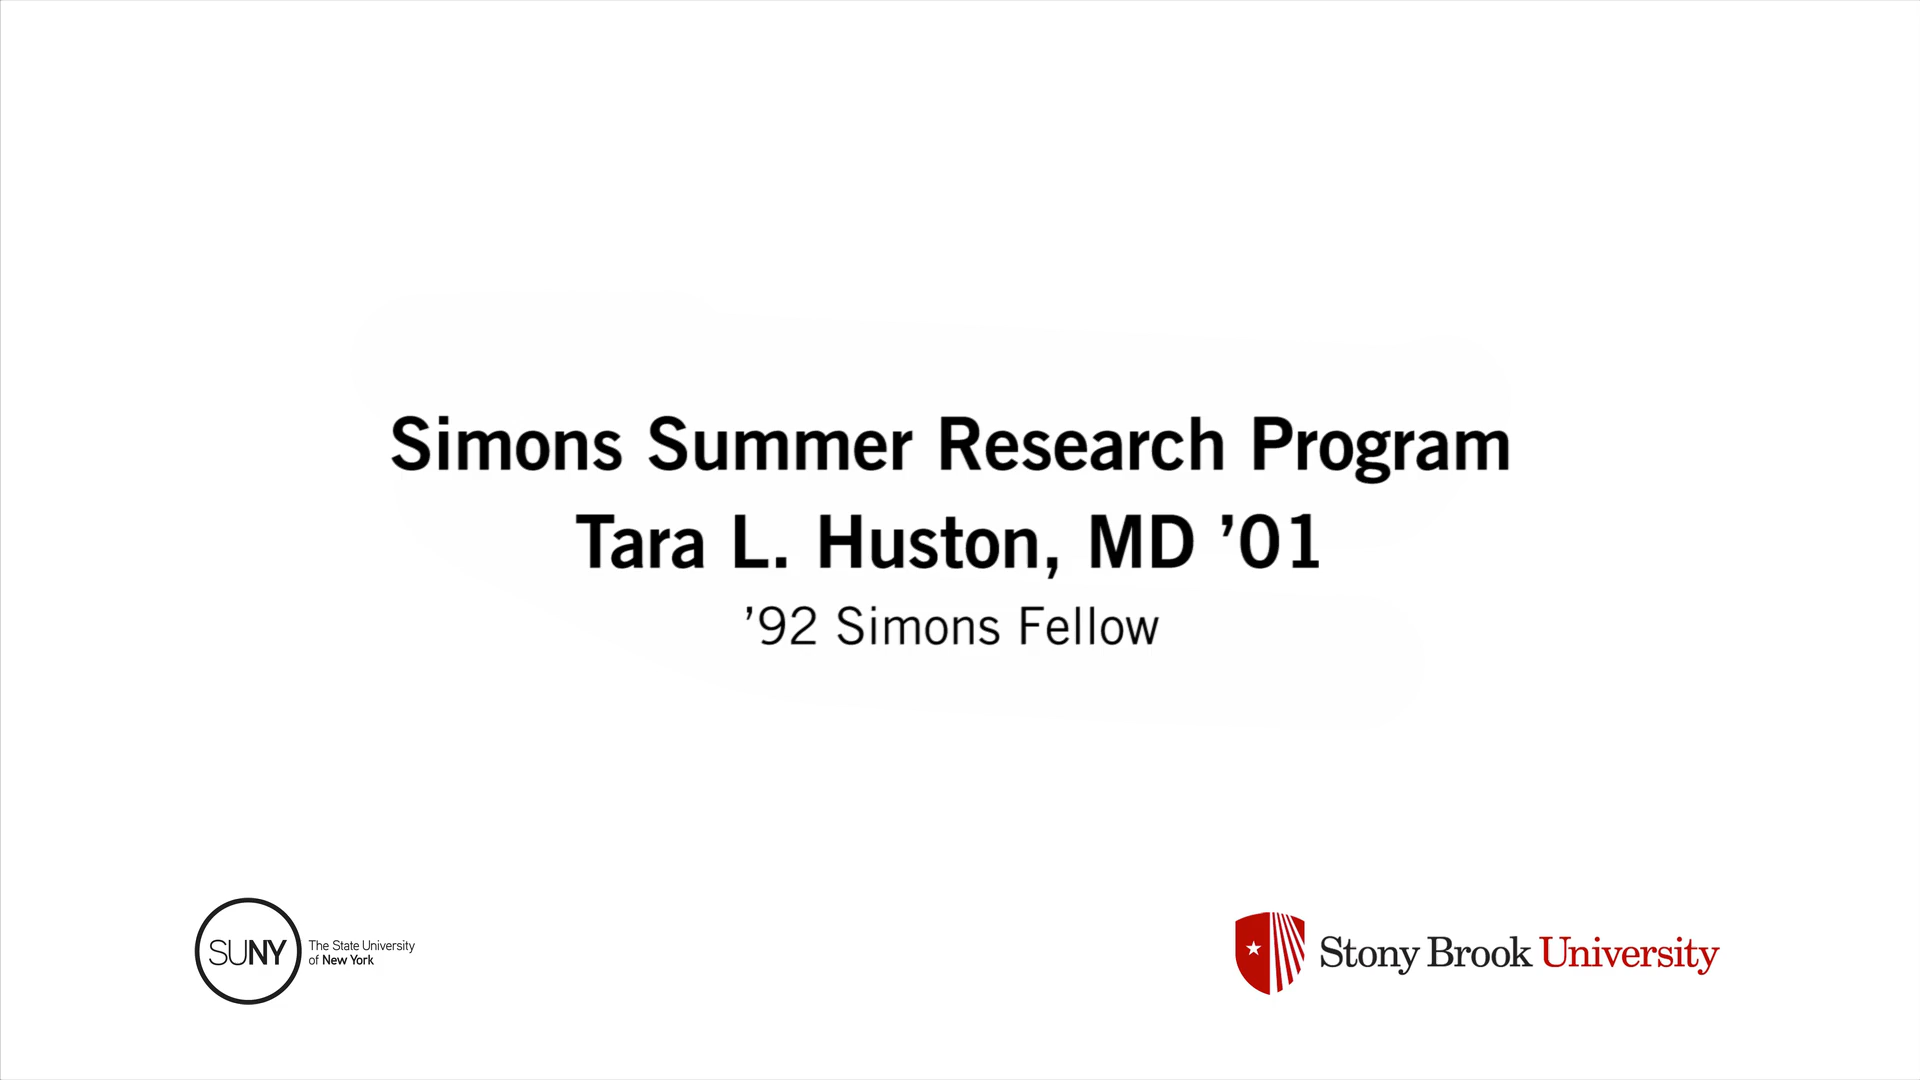 Simons Summer Research Program
Tara L. Huston, MD ’01
’92 Simons Fellow
SUNY
The State University
of New York
Stony Brook University